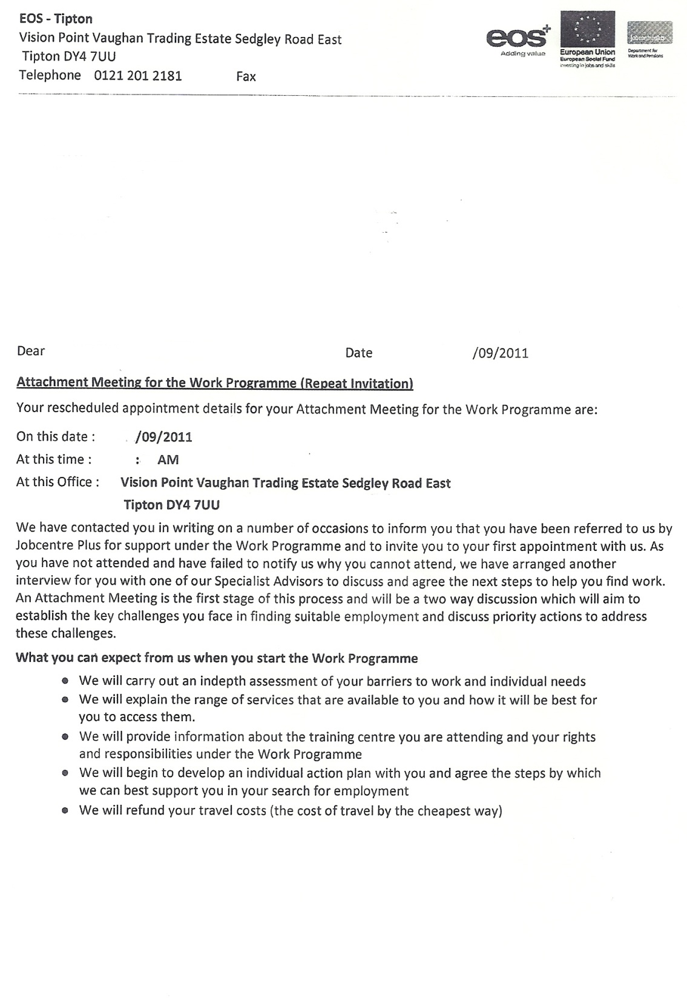 EOS - Tipton
Vision Point Vaughan Trading Estate Sedgley Road East
Tipton DY4 7UU
Telephone 0121 201 2181 Fax
eos+
Adding value
European Union
European Social Fund
Investing in jobs and skills
jobcentreplus
Department for
Work and Pensions
Dear Date /09/2011
Attachment Meeting for the Work Programme (Repeat Invitation)
Your rescheduled appointment details for your Attachment Meeting for the Work Programme are:
On this date : /09/2011
At this time : : AM
At this Office : Vision Point Vaughan Trading Estate Sedgley Road East
Tipton DY4 7UU
We have contacted you in writing on a number of occasions to inform you that you have been referred to us by
Jobcentre Plus for support under the Work Programme and to invite you to your first appointment with us. As
you have not attended and have failed to notify us why you cannot attend, we have arranged another
interview for you with one of our Specialist Advisors to discuss and agree the next steps to help you find work.
An Attachment Meeting is the first stage of this process and will be a two way discussion which will aim to
establish the key challenges you face in finding suitable employment and discuss priority actions to address
these challenges.
What you can expect from us when you start the Work Programme
• We will carry out an indepth assessment of your barriers to work and individual needs
• We will explain the range of services that are available to you and how it will be best for
you to access them.
• We will provide information about the training centre you are attending and your rights
and responsibilities under the Work Programme
• We will begin to develop an individual action plan with you and agree the steps by which
we can best support you in your search for employment
• We will refund your travel costs (the cost of travel by the cheapest way)